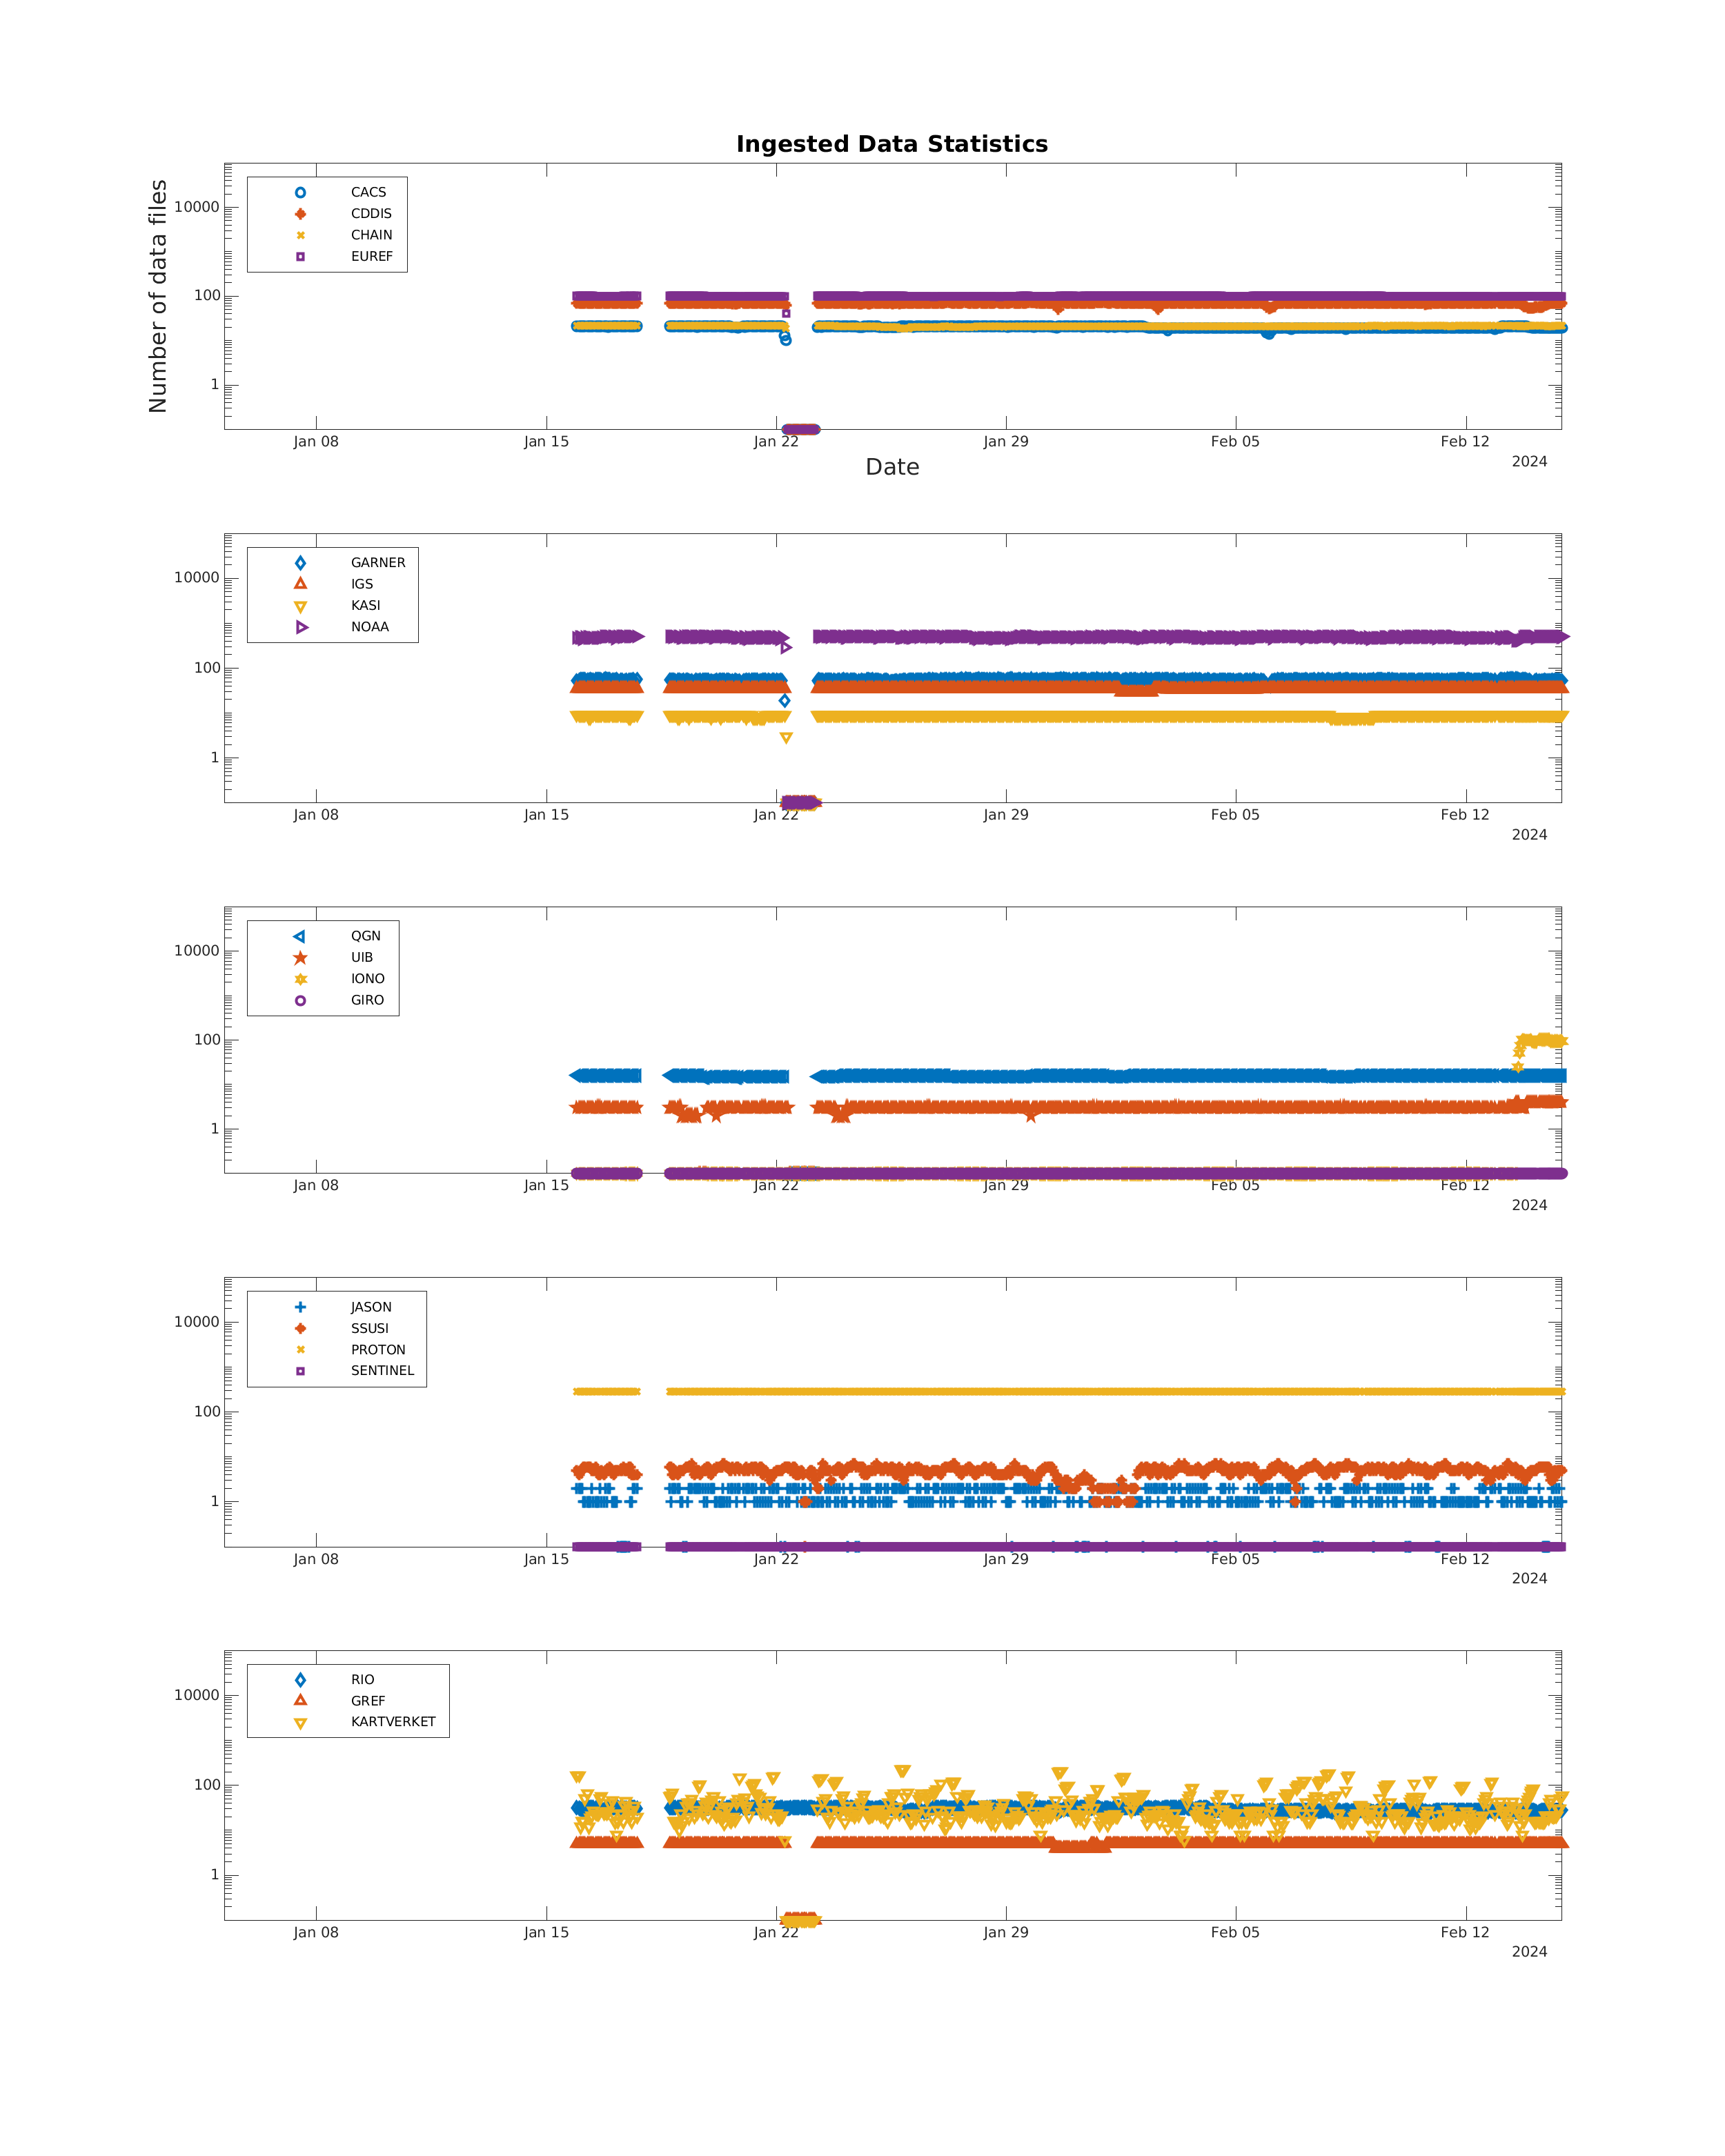 Ingested Data Statistics
Number of data files
CACS
CDDIS
CHAIN
EUREF
10000
100
1
Jan 08 Jan 15 Jan 22 Jan 29 Feb 05 Feb 12
2024
Date
GARNER
IGS
KASI
NOAA
10000
100
1
Jan 08 Jan 15 Jan 22 Jan 29 Feb 05 Feb 12
2024
QGN
UIB
IONO
GIRO
10000
100
1
Jan 08 Jan 15 Jan 22 Jan 29 Feb 05 Feb 12
2024
JASON
SSUSI
PROTON
SENTINEL
10000
100
1
Jan 08 Jan 15 Jan 22 Jan 29 Feb 05 Feb 12
2024
RIO
GREF
KARTVERKET
10000
100
1
Jan 08 Jan 15 Jan 22 Jan 29 Feb 05 Feb 12
2024